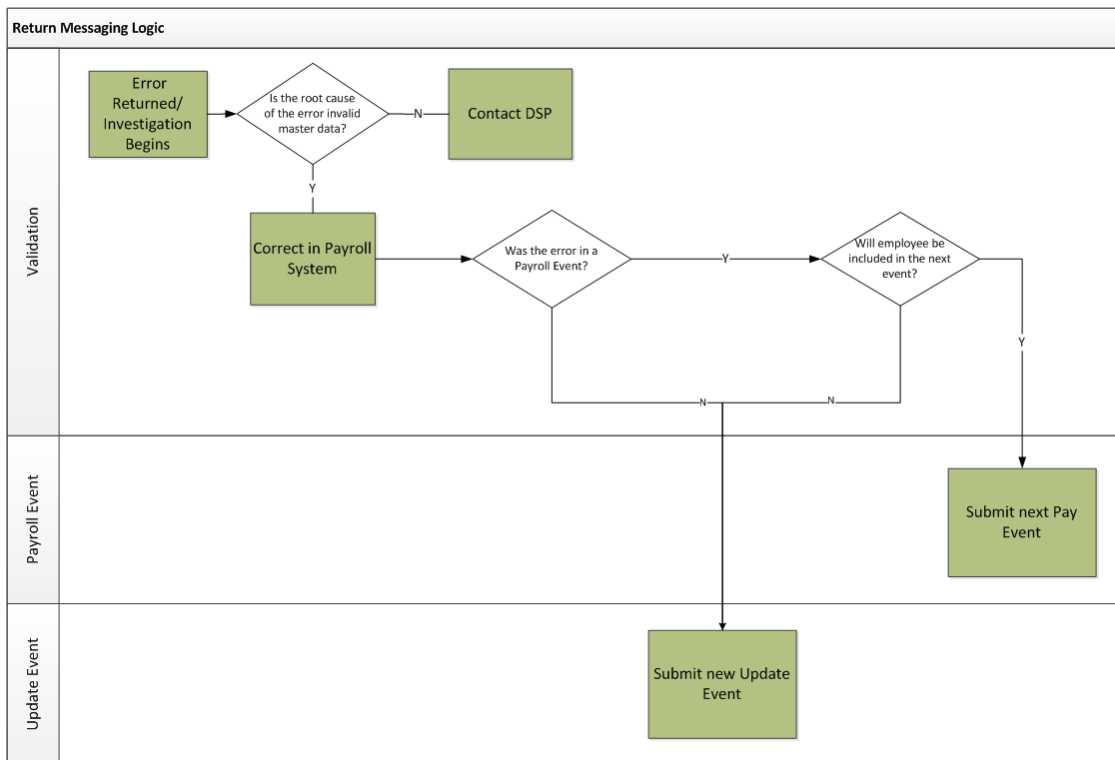 Return Messaging Logic
Validation
Error
Returned/
Investigation
Begins
Is the root cause
of the error invalid
master data?
N
Contact DSP
Y
Correct in Payroll
System
Was the error in a
Payroll Event?
Y
Will employee be
included in the next
event?
Y
N
N
Payroll Event
Submit next Pay
Event
Update Event
Submit new Update
Event